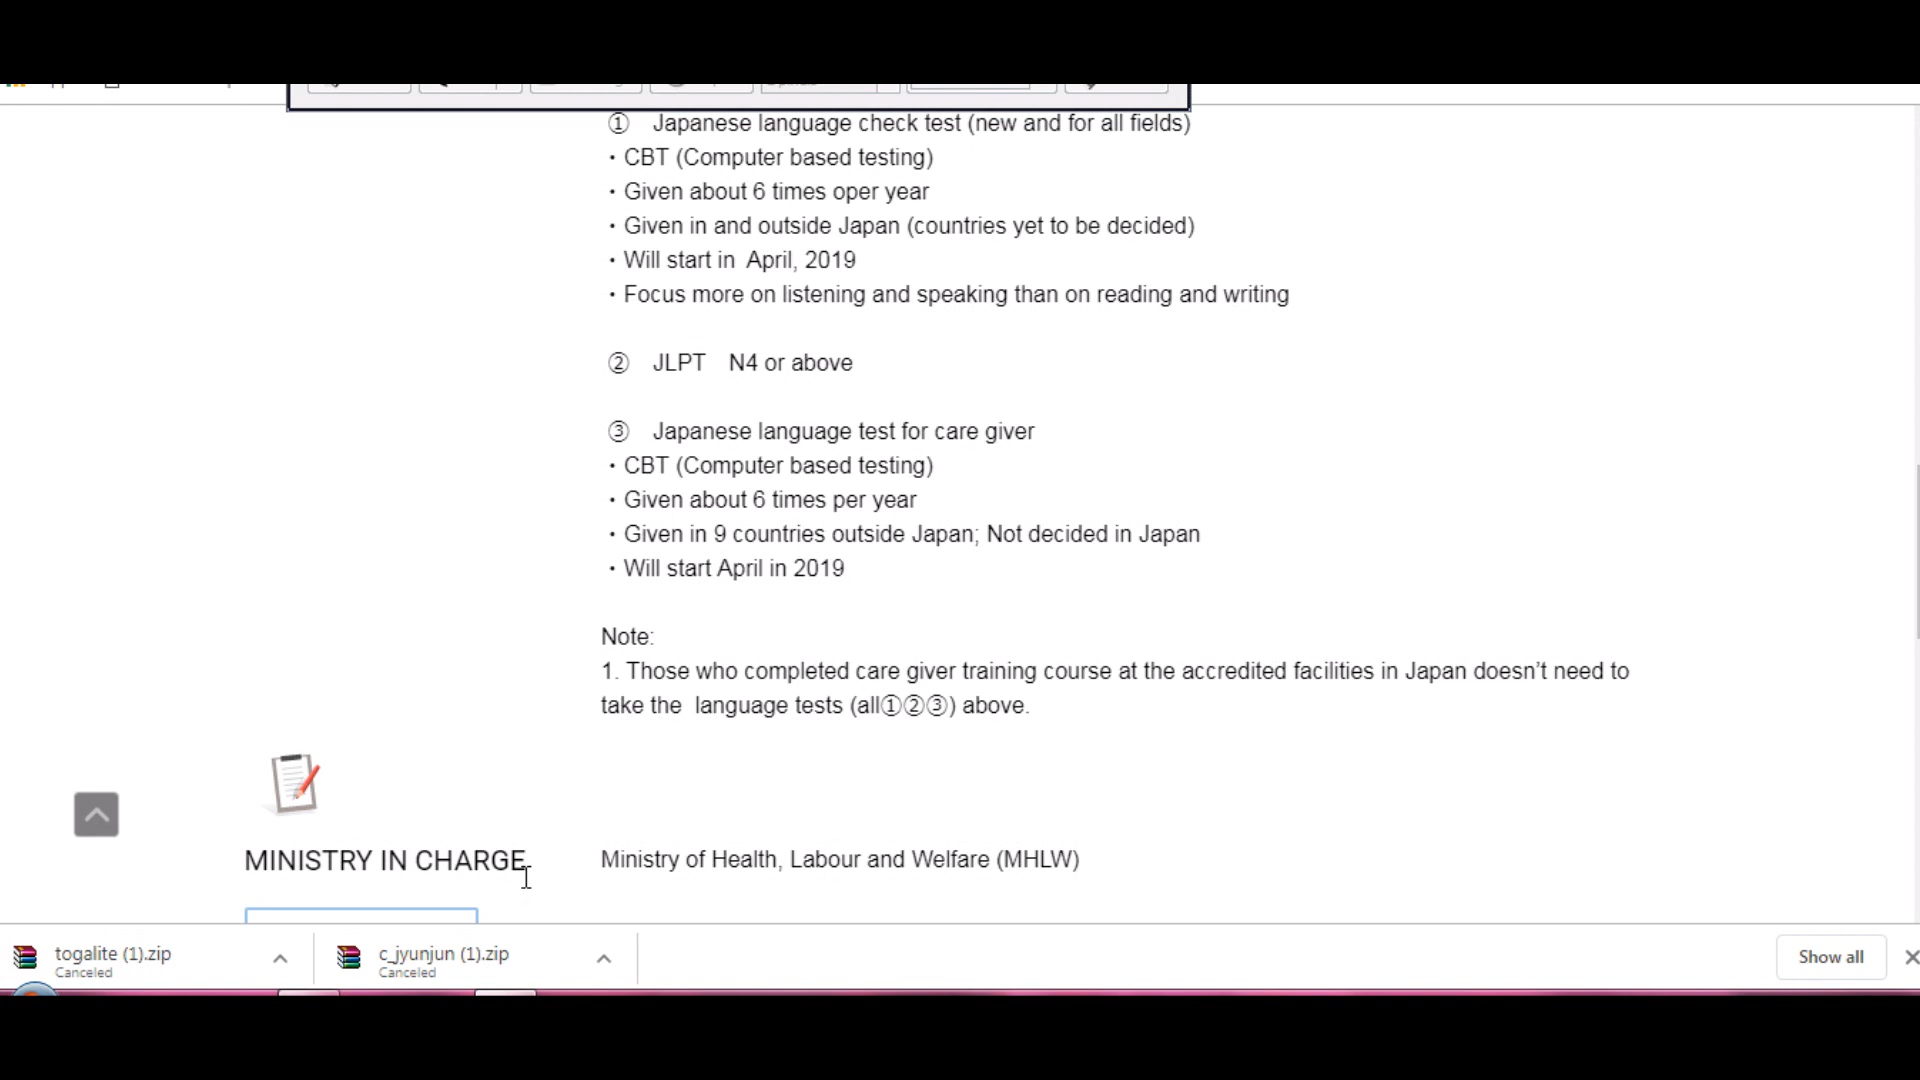 ① Japanese language check test (new and for all fields)
・CBT (Computer based testing)
・Given about 6 times oper year
・Given in and outside Japan (countries yet to be decided)
・Will start in April, 2019
・Focus more on listening and speaking than on reading and writing
② JLPT N4 or above
③ Japanese language test for care giver
・CBT (Computer based testing)
・Given about 6 times per year
・Given in 9 countries outside Japan; Not decided in Japan
・Will start April in 2019
Note:
1. Those who completed care giver training course at the accredited facilities in Japan doesn’t need to
take the language tests (all①②③) above.
MINISTRY IN CHARGE
Ministry of Health, Labour and Welfare (MHLW)
togalite (1).zip
Canceled
c_jyunjun (1).zip
Canceled
Show all